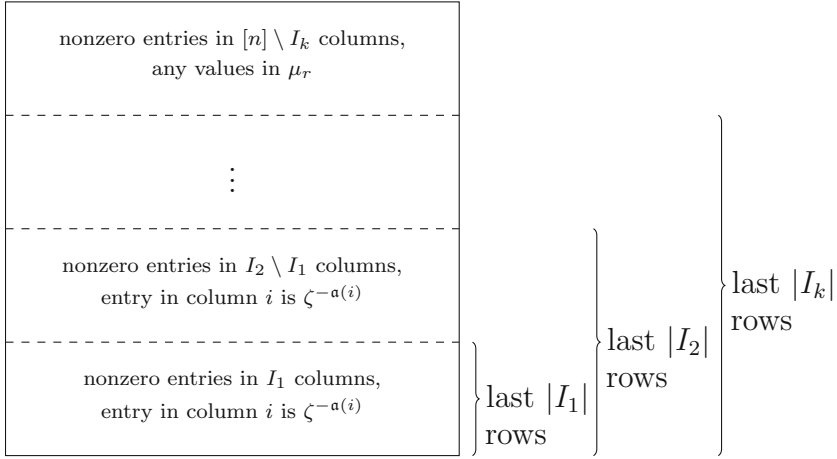 nonzero entries in [n] \ I_k columns,
any values in μ_r
⋮
nonzero entries in I_2 \ I_1 columns,
entry in column i is ζ^{−𝔞(i)}
nonzero entries in I_1 columns,
entry in column i is ζ^{−𝔞(i)}
last |I_1|
rows
last |I_2|
rows
last |I_k|
rows